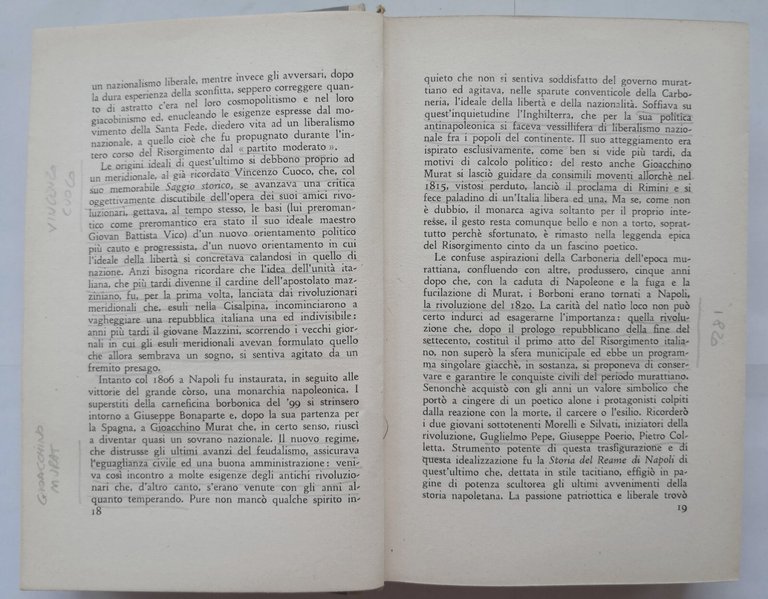 un nazionalismo liberale, mentre invece gli avversari, dopo
la dura esperienza della sconfitta, seppero correggere quan-
to di astratto c'era nel loro cosmopolitismo e nel loro
giacobinismo ed, enucleando le esigenze espresse dal mo-
vimento della Santa Fede, diedero vita ad un liberalismo
nazionale, a quello cioè che fu propugnato durante l'in-
tero corso del Risorgimento dal « partito moderato ».
Le origini ideali di quest'ultimo si debbono proprio ad
un meridionale, al già ricordato Vincenzo Cuoco, che, col
suo memorabile Saggio storico, se avanzava una critica
oggettivamente discutibile dell'opera dei suoi amici rivo-
luzionari, gettava, al tempo stesso, le basi (lui preroman-
tico come preromantico era stato il suo ideale maestro
Giovan Battista Vico) d'un nuovo orientamento politico
più cauto e progressista, d'un nuovo orientamento in cui
l'ideale della libertà si concretava calandosi in quello di
nazione. Anzi bisogna ricordare che l'idea dell'unità ita-
liana, che più tardi divenne il cardine dell'apostolato maz-
ziniano, fu, per la prima volta, lanciata dai rivoluzionari
meridionali che, esuli nella Cisalpina, incominciarono a
vagheggiare una repubblica italiana una ed indivisibile:
anni più tardi il giovane Mazzini, scorrendo i vecchi gior-
nali in cui gli esuli meridionali avevan formulato quello
che allora sembrava un sogno, si sentiva agitato da un
fremito presago.
Intanto col 1806 a Napoli fu instaurata, in seguito alle
vittorie del grande còrso, una monarchia napoleonica. I
superstiti della carneficina borbonica del '99 si strinsero
intorno a Giuseppe Bonaparte e, dopo la sua partenza per
la Spagna, a Gioacchino Murat che, in certo senso, riuscì
a diventar quasi un sovrano nazionale. Il nuovo regime,
che distrusse gli ultimi avanzi del feudalismo, assicurava
l'eguaglianza civile ed una buona amministrazione: veni-
va così incontro a molte esigenze degli antichi rivoluzio-
nari che, d'altro canto, s'erano venute con gli anni al-
quanto temperando. Pure non mancò qualche spirito in-
18
VINCENZO
CUOCO
GIOACCHINO
MURAT
quieto che non si sentiva soddisfatto del governo murat-
tiano ed agitava, nelle sparute conventicole della Carbo-
neria, l'ideale della libertà e della nazionalità. Soffiava su
quest'inquietudine l'Inghilterra, che per la sua politica
antinapoleonica si faceva vessillifera di liberalismo nazio-
nale fra i popoli del continente. Il suo atteggiamento era
ispirato esclusivamente, come ben si vide più tardi, da
motivi di calcolo politico: del resto anche Gioacchino
Murat si lasciò guidare da consimili moventi allorchè nel
1815, vistosi perduto, lanciò il proclama di Rimini e si
fece paladino di un'Italia libera ed una. Ma se, come non
è dubbio, il monarca agiva soltanto per il proprio inte-
resse, il gesto resta comunque bello e non a torto, soprat-
tutto perchè sfortunato, è rimasto nella leggenda epica
del Risorgimento cinto da un fascino poetico.
Le confuse aspirazioni della Carboneria dell'epoca mu-
rattiana, confluendo con altre, produssero, cinque anni
dopo che, con la caduta di Napoleone e la fuga e la
fucilazione di Murat, i Borboni erano tornati a Napoli,
la rivoluzione del 1820. La carità del natio loco non può
certo indurci ad esagerarne l'importanza: quella rivolu-
zione che, dopo il prologo repubblicano della fine del
settecento, costituì il primo atto del Risorgimento italia-
no, non superò la sfera municipale ed ebbe un program-
ma singolare giacchè, in sostanza, si proponeva di conser-
vare e garantire le conquiste civili del periodo murattiano.
Senonchè acquistò con gli anni un valore simbolico che
portò a cingere di un poetico alone i protagonisti colpiti
dalla reazione con la morte, il carcere o l'esilio. Ricorderò
i due giovani sottotenenti Morelli e Silvati, iniziatori della
rivoluzione, Guglielmo Pepe, Giuseppe Poerio, Pietro Col-
letta. Strumento potente di questa trasfigurazione e di
questa idealizzazione fu la Storia del Reame di Napoli di
quest'ultimo che, dettata in stile tacitiano, effigiò in pa-
gine di potenza scultorea gli ultimi avvenimenti della
storia napoletana. La passione patriottica e liberale trovò
19
1820